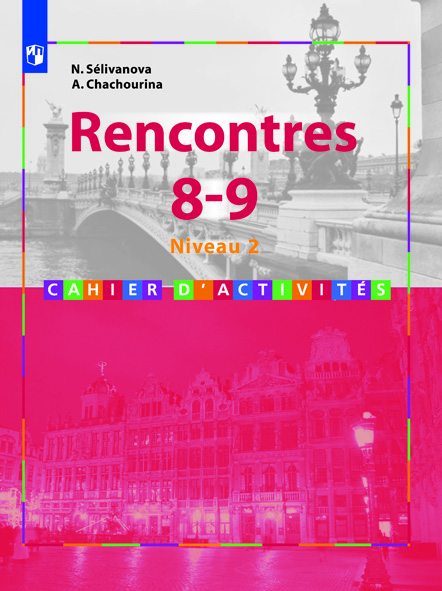 N. Sélivanova
A. Chachourina
Rencontres
8-9
Niveau 2
CAHIER D'ACTIVITÉS